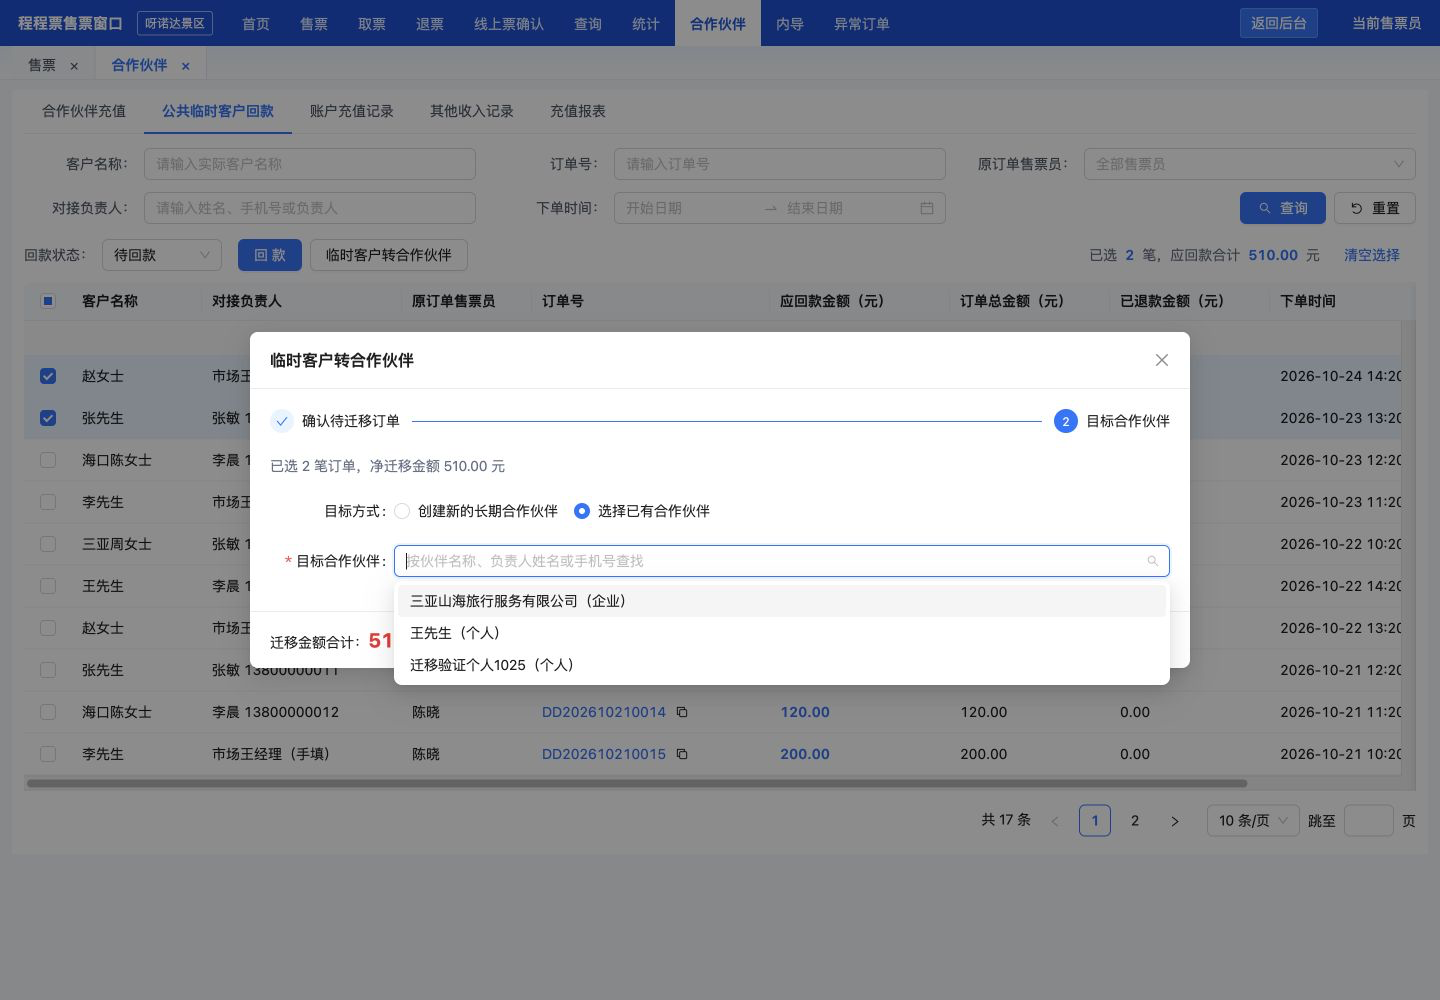 程程票售票窗口 呀诺达景区 首页 售票 取票 退票 线上票确认 查询 统计 合作伙伴 内导 异常订单 返回后台 当前售票员
售票 × 合作伙伴 ×
合作伙伴充值 公共临时客户回款 账户充值记录 其他收入记录 充值报表
客户名称： 请输入实际客户名称 订单号： 请输入订单号 原订单售票员： 全部售票员
对接负责人： 请输入姓名、手机号或负责人 下单时间： 开始日期 → 结束日期 查询 重置
回款状态： 待回款 回 款 临时客户转合作伙伴 已选 2 笔，应回款合计 510.00 元 清空选择
客户名称 对接负责人 原订单售票员 订单号 应回款金额（元） 订单总金额（元） 已退款金额（元） 下单时间
赵女士 市场王 2026-10-24 14:20
张先生 张敏 1 2026-10-23 13:20
海口陈女士 李晨 1 2026-10-23 12:20
李先生 市场王 2026-10-23 11:20
三亚周女士 张敏 1 2026-10-22 10:20
王先生 李晨 1 2026-10-22 14:20
赵女士 市场王 2026-10-22 13:20
张先生 张敏 13800000011 2026-10-21 12:20
海口陈女士 李晨 13800000012 陈晓 DD202610210014 120.00 120.00 0.00 2026-10-21 11:20
李先生 市场王经理（手填） 陈晓 DD202610210015 200.00 200.00 0.00 2026-10-21 10:20
共 17 条 < 1 2 > 10 条/页 跳至 页
临时客户转合作伙伴
确认待迁移订单 2 目标合作伙伴
已选 2 笔订单，净迁移金额 510.00 元
目标方式： 创建新的长期合作伙伴 选择已有合作伙伴
* 目标合作伙伴： 按伙伴名称、负责人姓名或手机号查找
三亚山海旅行服务有限公司（企业）
王先生（个人）
迁移验证个人1025（个人）
迁移金额合计： 51